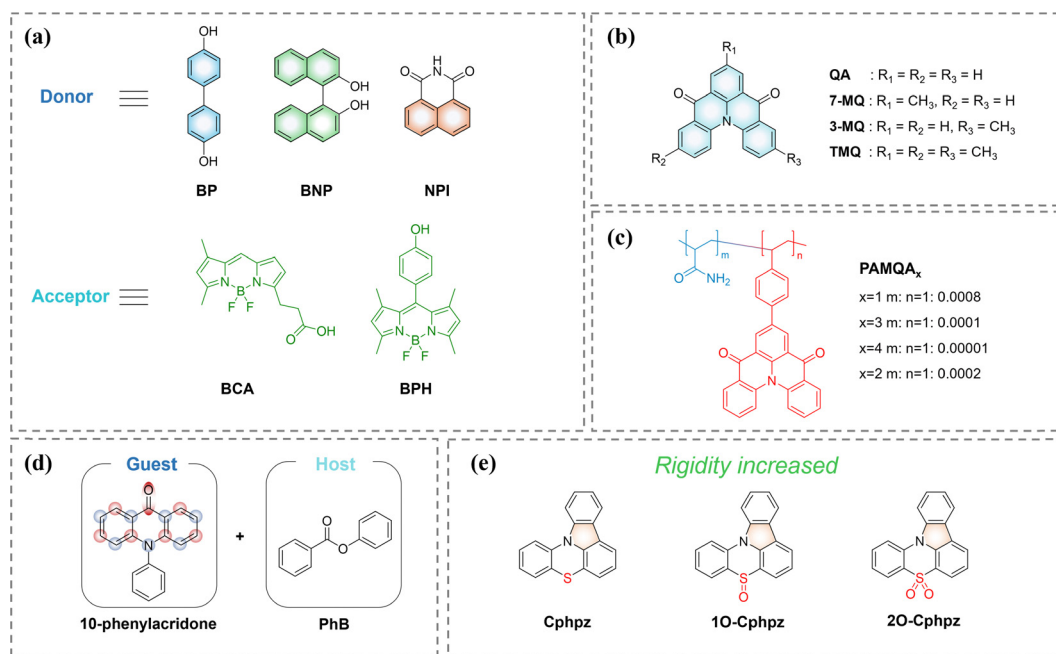 (a)
Donor
OH
OH
BP
OH
OH
BNP
H
O N O
NPI
Acceptor
N N
B
F F
O
OH
BCA
OH
N N
B
F F
BPH
(b)
R₁
O O
N
R₂ R₃
QA : R₁ = R₂ = R₃ = H
7-MQ : R₁ = CH₃, R₂ = R₃ = H
3-MQ : R₁ = R₂ = H, R₃ = CH₃
TMQ : R₁ = R₂ = R₃ = CH₃
(c)
m n
O NH₂
O O
N
PAMQAₓ
x=1 m: n=1: 0.0008
x=3 m: n=1: 0.0001
x=4 m: n=1: 0.00001
x=2 m: n=1: 0.0002
(d)
Guest
O
N
10-phenylacridone
+
Host
O
O
PhB
(e)
Rigidity increased
N
S
Cphpz
N
S
O
1O-Cphpz
N
S
O O
2O-Cphpz